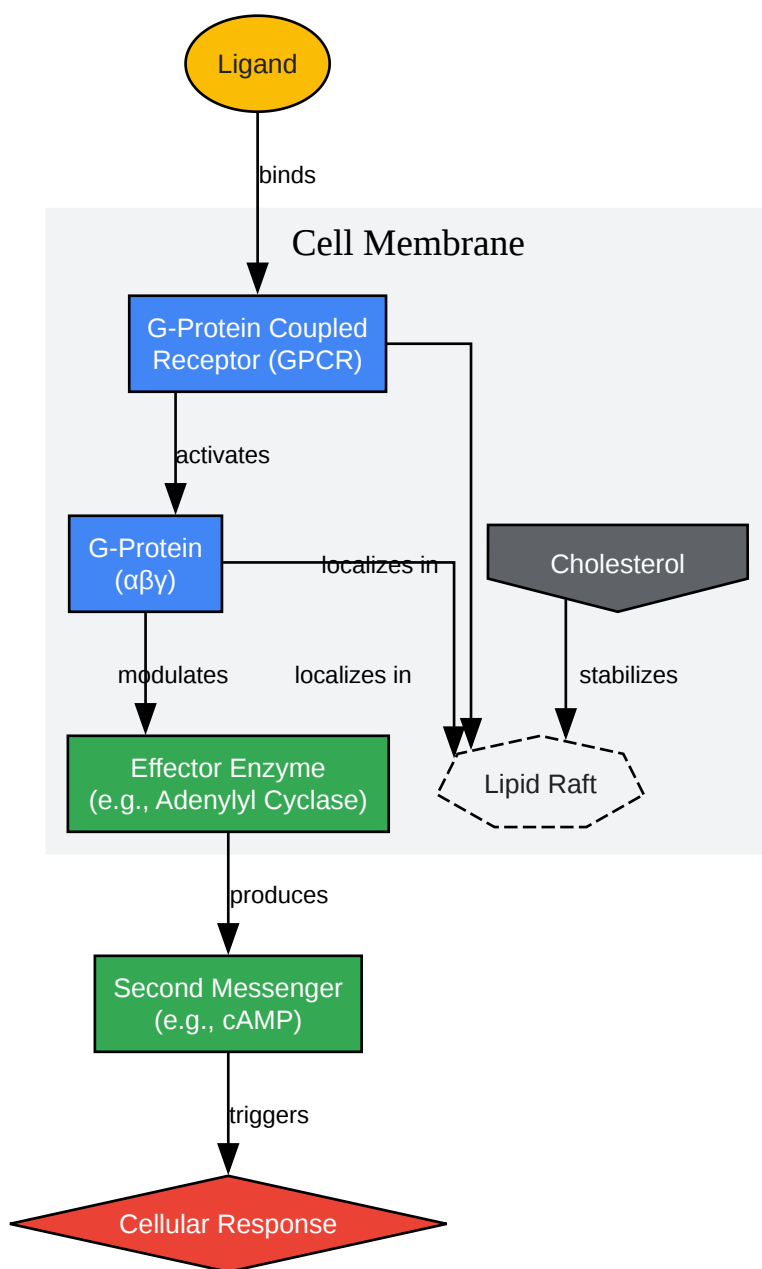 Ligand
binds
Cell Membrane
G-Protein Coupled
Receptor (GPCR)
activates
G-Protein
(αβγ)
localizes in
Cholesterol
modulates
localizes in
stabilizes
Effector Enzyme
(e.g., Adenylyl Cyclase)
Lipid Raft
produces
Second Messenger
(e.g., cAMP)
triggers
Cellular Response